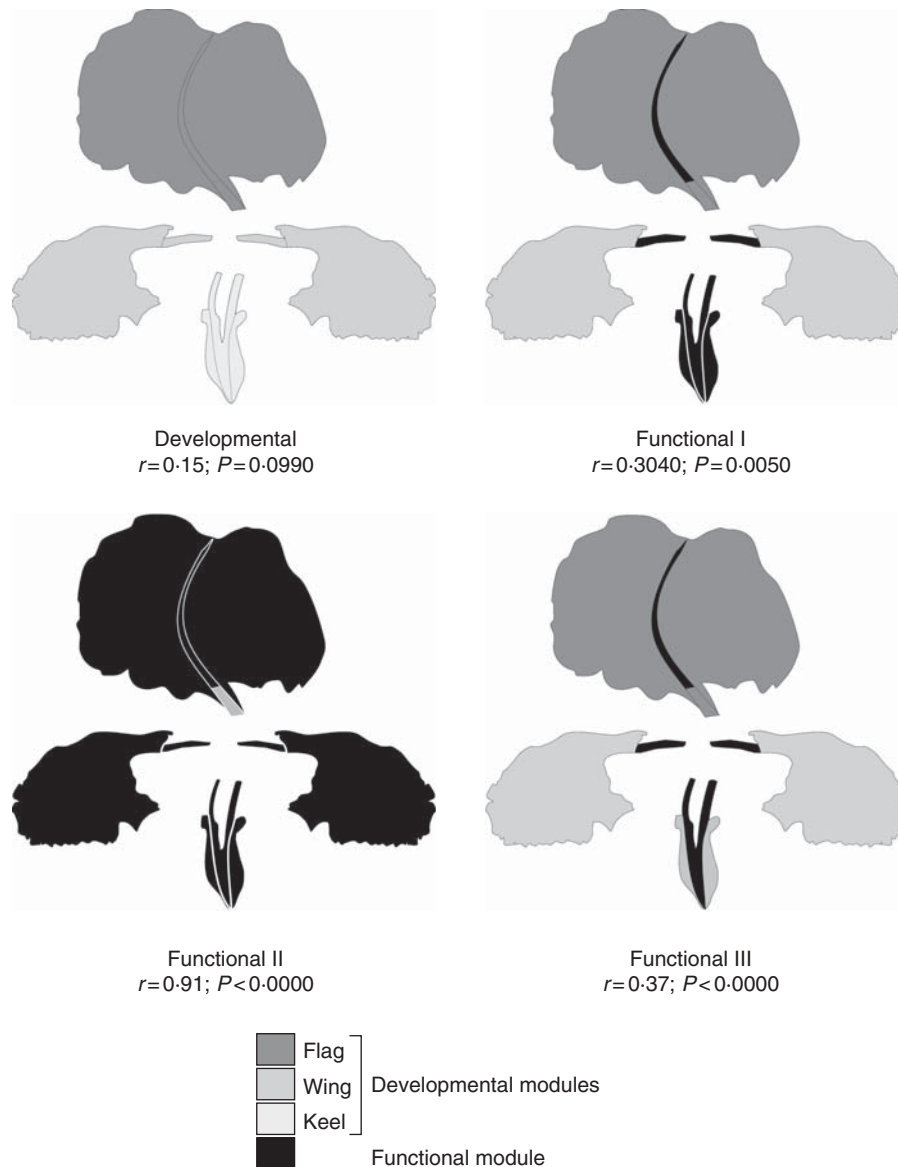 Developmental
r=0·15; P=0·0990
Functional I
r=0·3040; P=0·0050
Functional II
r=0·91; P<0·0000
Functional III
r=0·37; P<0·0000
Flag
Wing
Keel
Developmental modules
Functional module